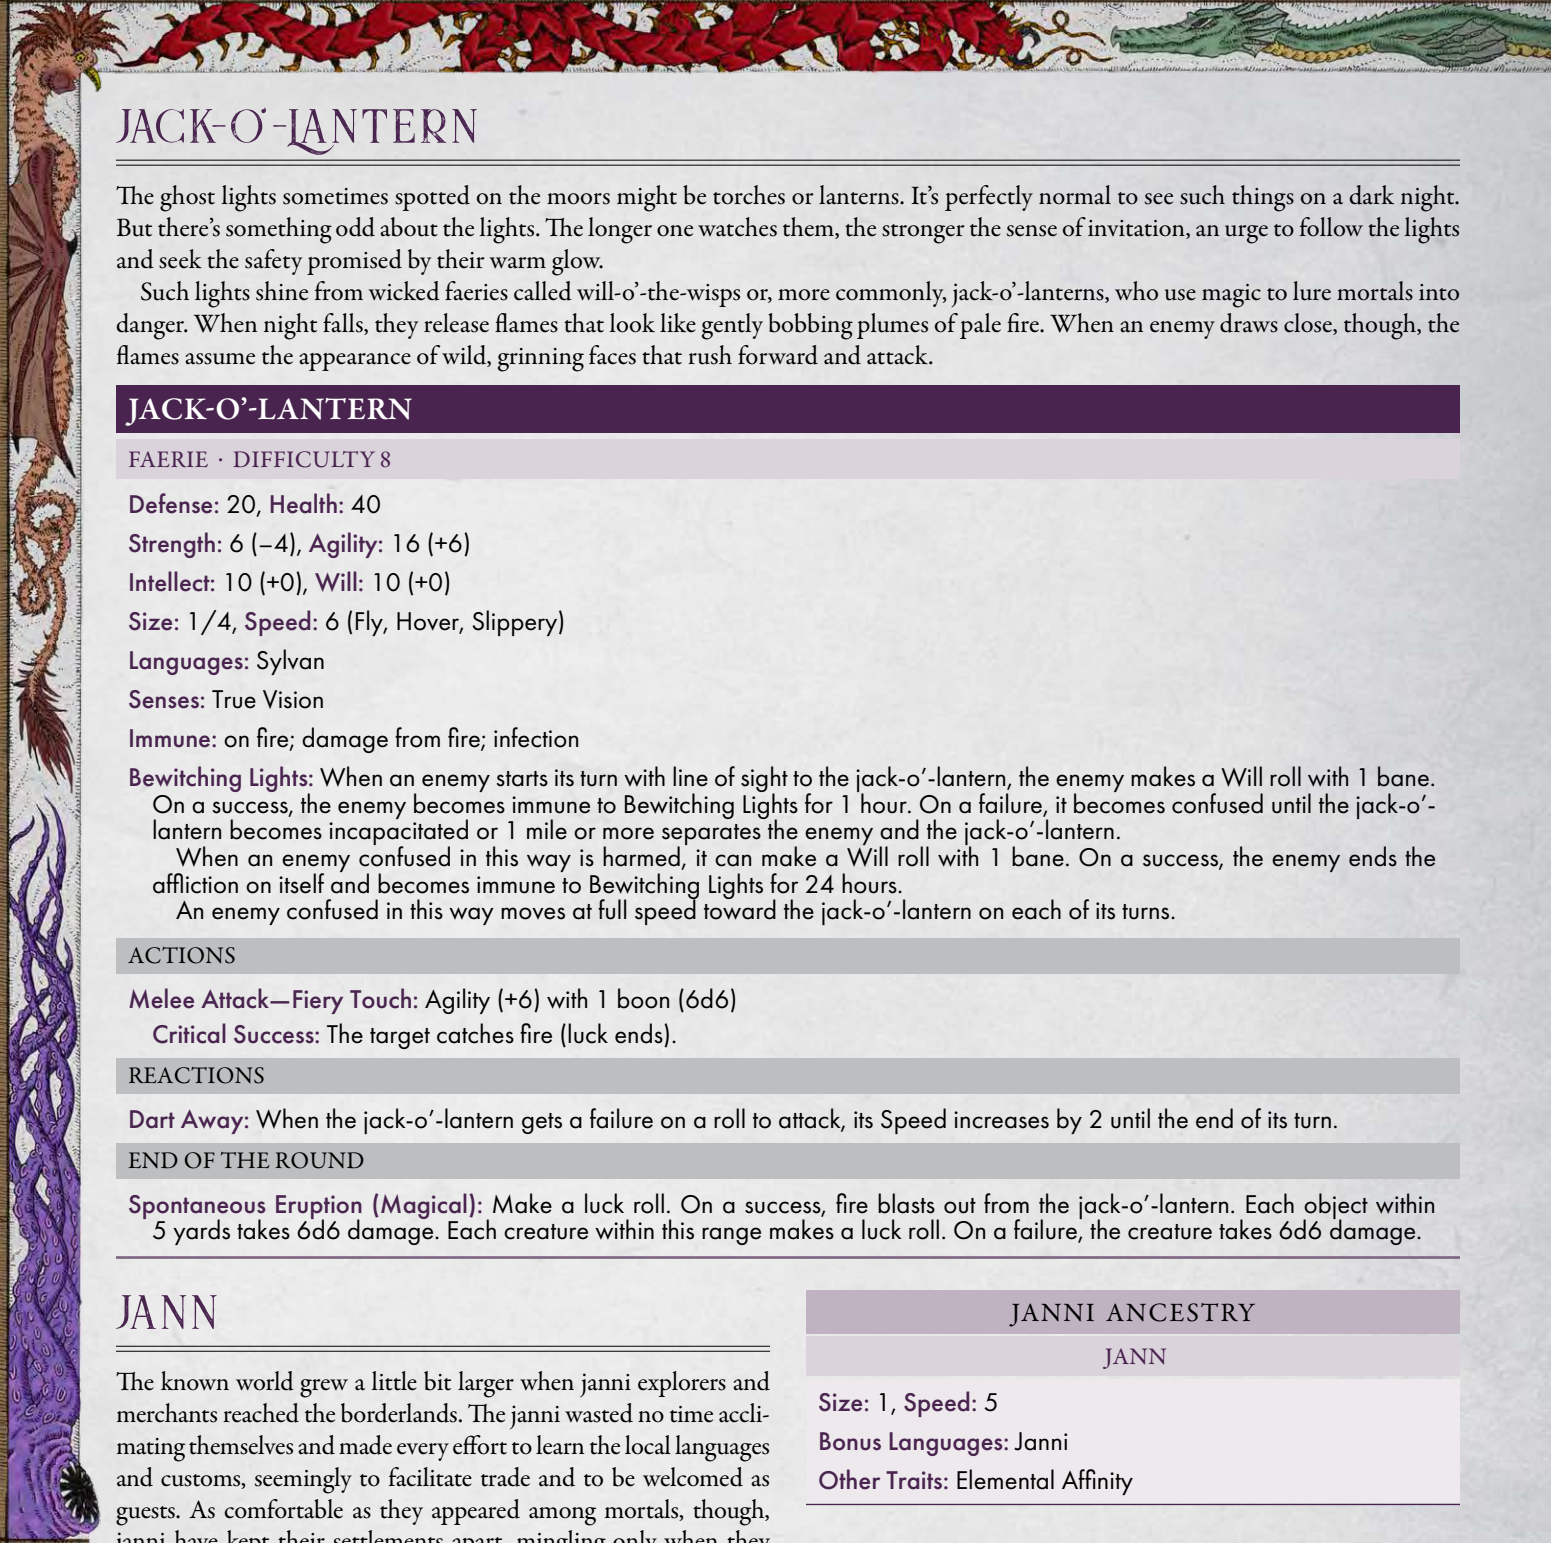 JACK-O'-LANTERN
The ghost lights sometimes spotted on the moors might be torches or lanterns. It’s perfectly normal to see such things on a dark night.
But there’s something odd about the lights. The longer one watches them, the stronger the sense of invitation, an urge to follow the lights
and seek the safety promised by their warm glow.
Such lights shine from wicked faeries called will-o’-the-wisps or, more commonly, jack-o’-lanterns, who use magic to lure mortals into
danger. When night falls, they release flames that look like gently bobbing plumes of pale fire. When an enemy draws close, though, the
flames assume the appearance of wild, grinning faces that rush forward and attack.
JACK-O’-LANTERN
FAERIE · DIFFICULTY 8
Defense: 20, Health: 40
Strength: 6 (−4), Agility: 16 (+6)
Intellect: 10 (+0), Will: 10 (+0)
Size: 1/4, Speed: 6 (Fly, Hover, Slippery)
Languages: Sylvan
Senses: True Vision
Immune: on fire; damage from fire; infection
Bewitching Lights: When an enemy starts its turn with line of sight to the jack-o’-lantern, the enemy makes a Will roll with 1 bane.
On a success, the enemy becomes immune to Bewitching Lights for 1 hour. On a failure, it becomes confused until the jack-o’-
lantern becomes incapacitated or 1 mile or more separates the enemy and the jack-o’-lantern.
When an enemy confused in this way is harmed, it can make a Will roll with 1 bane. On a success, the enemy ends the
affliction on itself and becomes immune to Bewitching Lights for 24 hours.
An enemy confused in this way moves at full speed toward the jack-o’-lantern on each of its turns.
ACTIONS
Melee Attack—Fiery Touch: Agility (+6) with 1 boon (6d6)
Critical Success: The target catches fire (luck ends).
REACTIONS
Dart Away: When the jack-o’-lantern gets a failure on a roll to attack, its Speed increases by 2 until the end of its turn.
END OF THE ROUND
Spontaneous Eruption (Magical): Make a luck roll. On a success, fire blasts out from the jack-o’-lantern. Each object within
5 yards takes 6d6 damage. Each creature within this range makes a luck roll. On a failure, the creature takes 6d6 damage.
JANN
The known world grew a little bit larger when janni explorers and
merchants reached the borderlands. The janni wasted no time accli-
mating themselves and made every effort to learn the local languages
and customs, seemingly to facilitate trade and to be welcomed as
guests. As comfortable as they appeared among mortals, though,
janni have kept their settlements apart, mingling only when they
JANNI ANCESTRY
JANN
Size: 1, Speed: 5
Bonus Languages: Janni
Other Traits: Elemental Affinity